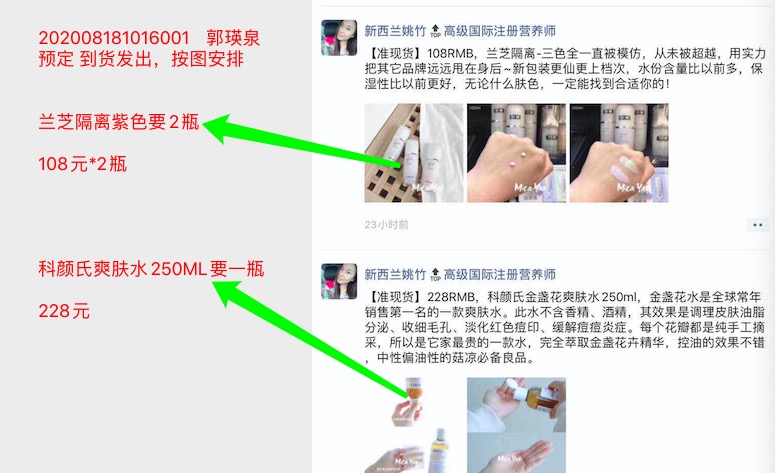 202008181016001 郭瑛泉
预定 到货发出，按图安排
兰芝隔离紫色要2瓶
108元*2瓶
科颜氏爽肤水250ML要一瓶
228元
新西兰姚竹 TOP 高级国际注册营养师
【准现货】108RMB，兰芝隔离-三色全一直被模仿，从未被超越，用实力
把其它品牌远远甩在身后~新包装更仙更上档次，水份含量比以前多，保
湿性比以前更好，无论什么肤色，一定能找到合适你的！
Mica Yao
Mica Yao
Mica Yao
23小时前
新西兰姚竹 TOP 高级国际注册营养师
【准现货】228RMB，科颜氏金盏花爽肤水250ml，金盏花水是全球常年
销售第一名的一款爽肤水。此水不含香精、酒精，其效果是调理皮肤油脂
分泌、收细毛孔、淡化红色痘印、缓解痘痘炎症。每个花瓣都是纯手工摘
采，所以是它家最贵的一款水，完全萃取金盏花卉精华，控油的效果不错
，中性偏油性的菇凉必备良品。
Mica Yao
Mica Yao